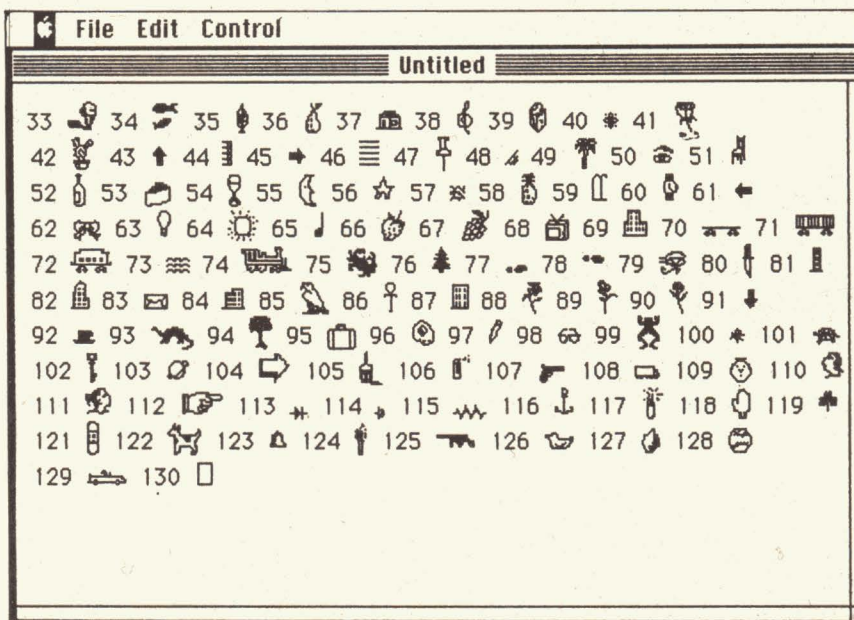 File Edit Control
Untitled
33 34 35 36 37 38 39 40 41
42 43 44 45 46 47 48 49 50 51
52 53 54 55 56 57 58 59 60 61
62 63 64 65 66 67 68 69 70 71
72 73 74 75 76 77 78 79 80 81
82 83 84 85 86 87 88 89 90 91
92 93 94 95 96 97 98 99 100 101
102 103 104 105 106 107 108 109 110
111 112 113 114 115 116 117 118 119
121 122 123 124 125 126 127 128
129 130